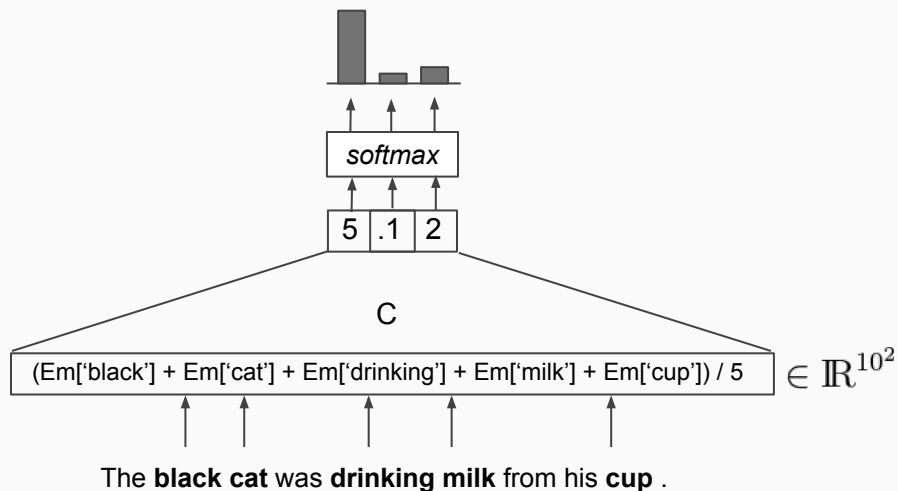 softmax
5 .1 2
C
(Em[‘black’] + Em[‘cat’] + Em[‘drinking’] + Em[‘milk’] + Em[‘cup’]) / 5 ∈ ℝ^{10^2}
The black cat was drinking milk from his cup .